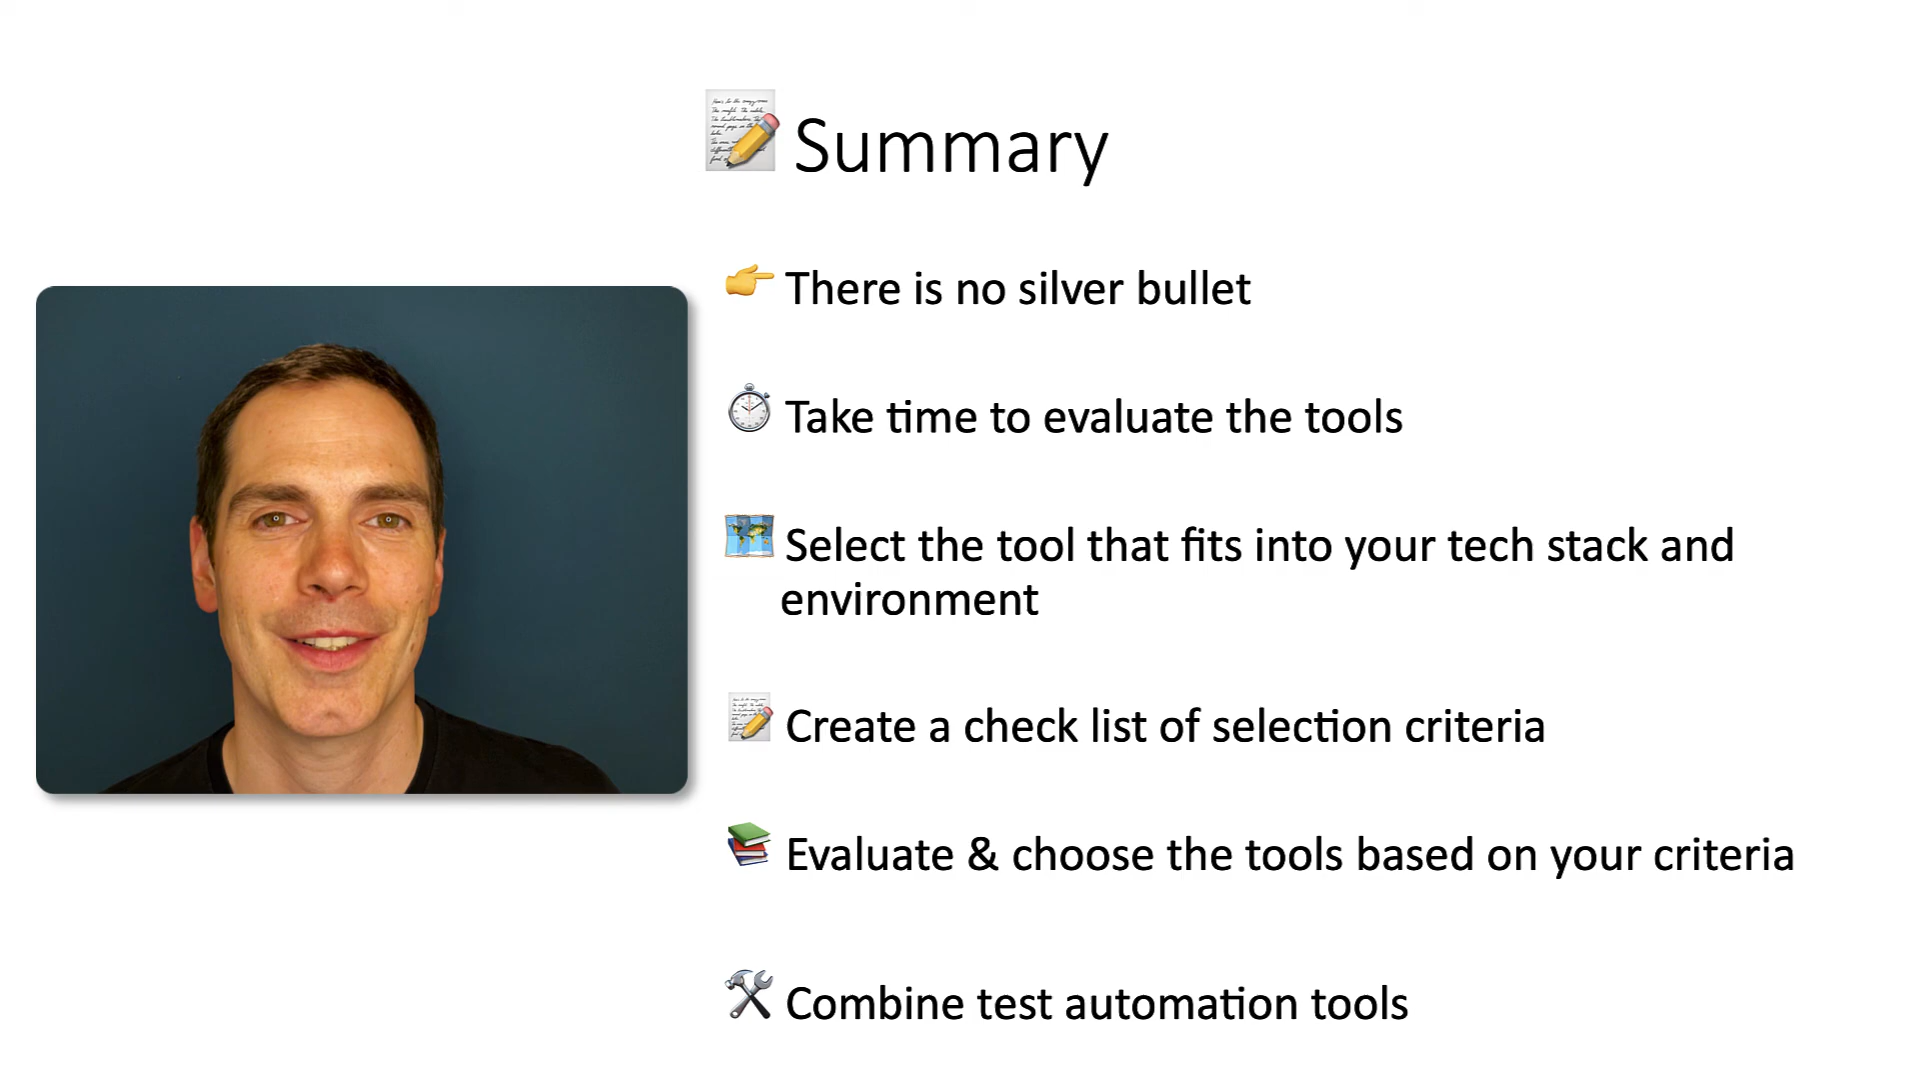 Summary
There is no silver bullet
Take time to evaluate the tools
Select the tool that fits into your tech stack and
environment
Create a check list of selection criteria
Evaluate & choose the tools based on your criteria
Combine test automation tools